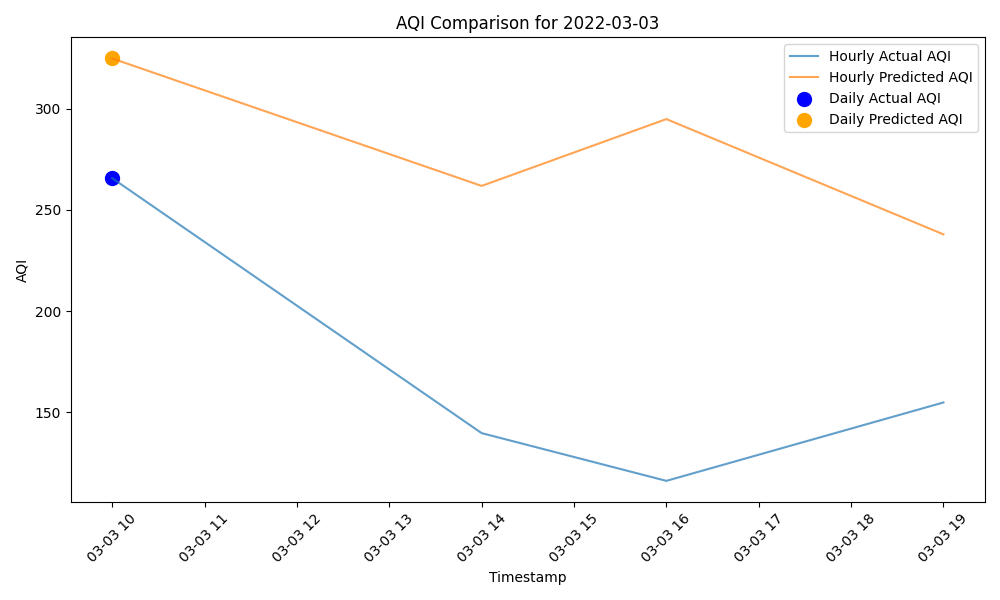 AQI Comparison for 2022-03-03
Hourly Actual AQI
Hourly Predicted AQI
Daily Actual AQI
Daily Predicted AQI
AQI
300
250
200
150
03-03 10
03-03 11
03-03 12
03-03 13
03-03 14
03-03 15
03-03 16
03-03 17
03-03 18
03-03 19
Timestamp